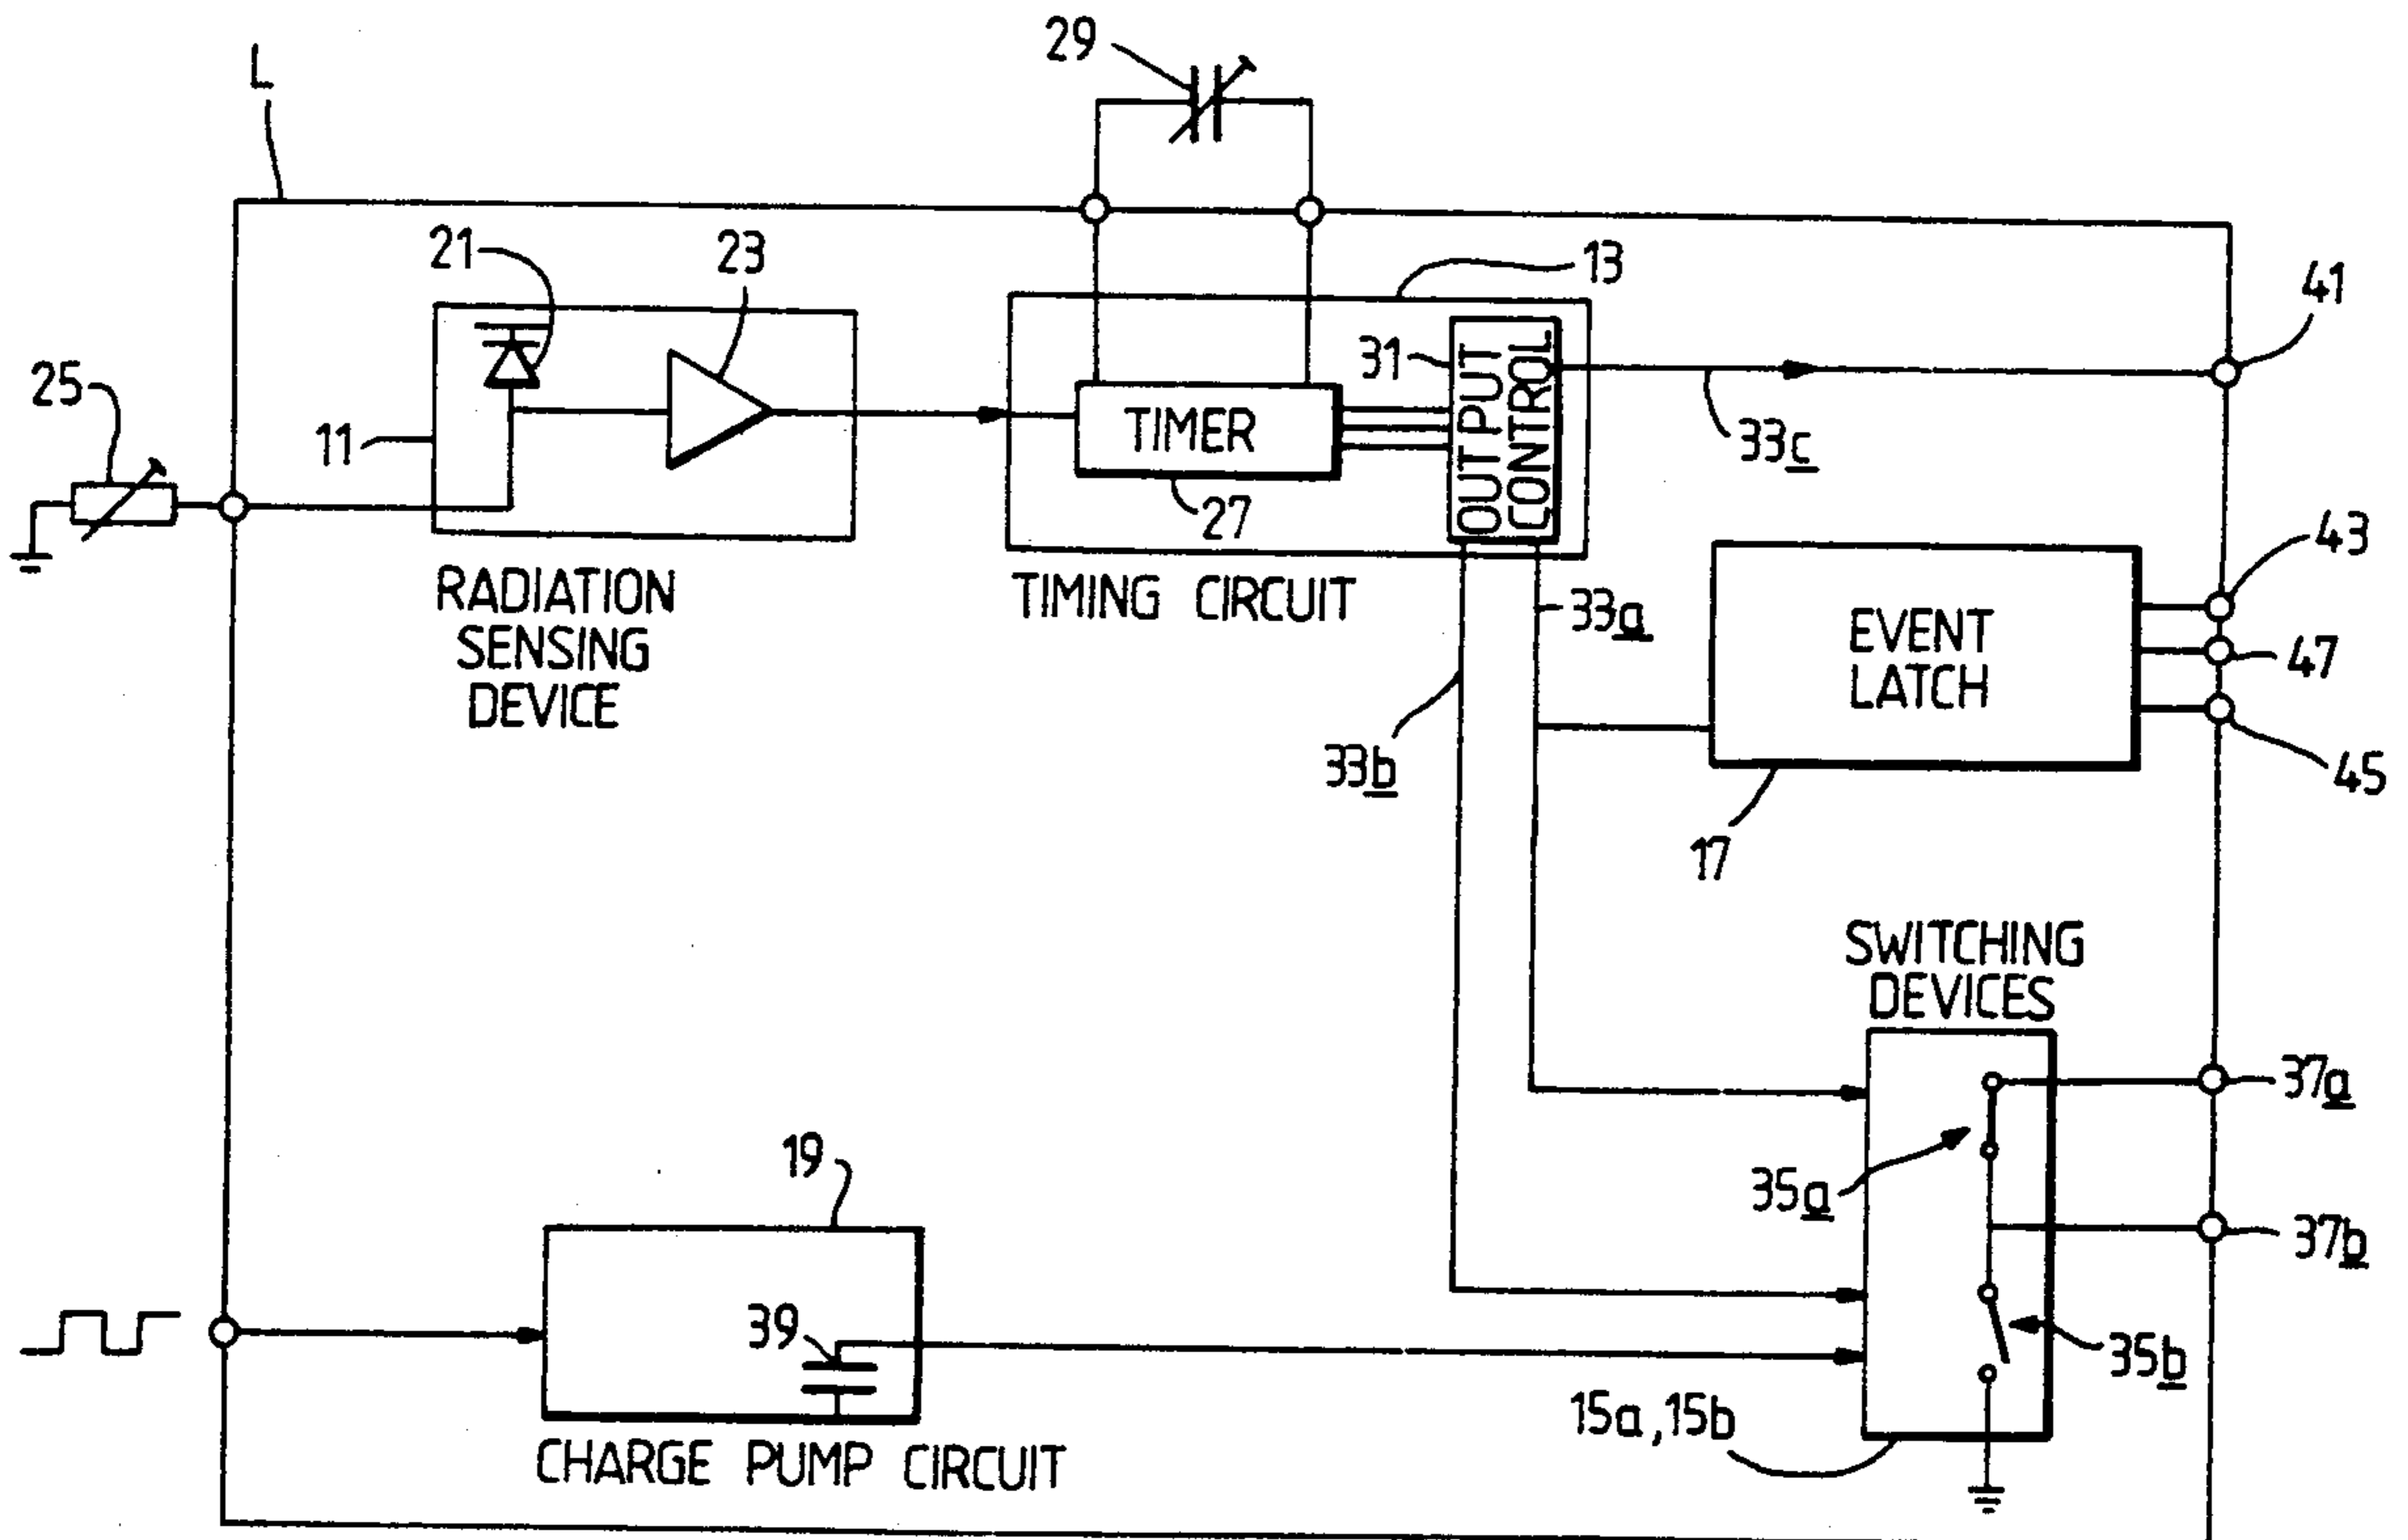 29
L
21
23
13
41
25
31
11
TIMER
OUTPUT
CONTROL
33c
27
43
RADIATION
SENSING
DEVICE
TIMING CIRCUIT
33a
EVENT
LATCH
47
33b
45
17
SWITCHING
DEVICES
37a
19
35a
37b
39
35b
15a,15b
CHARGE PUMP CIRCUIT